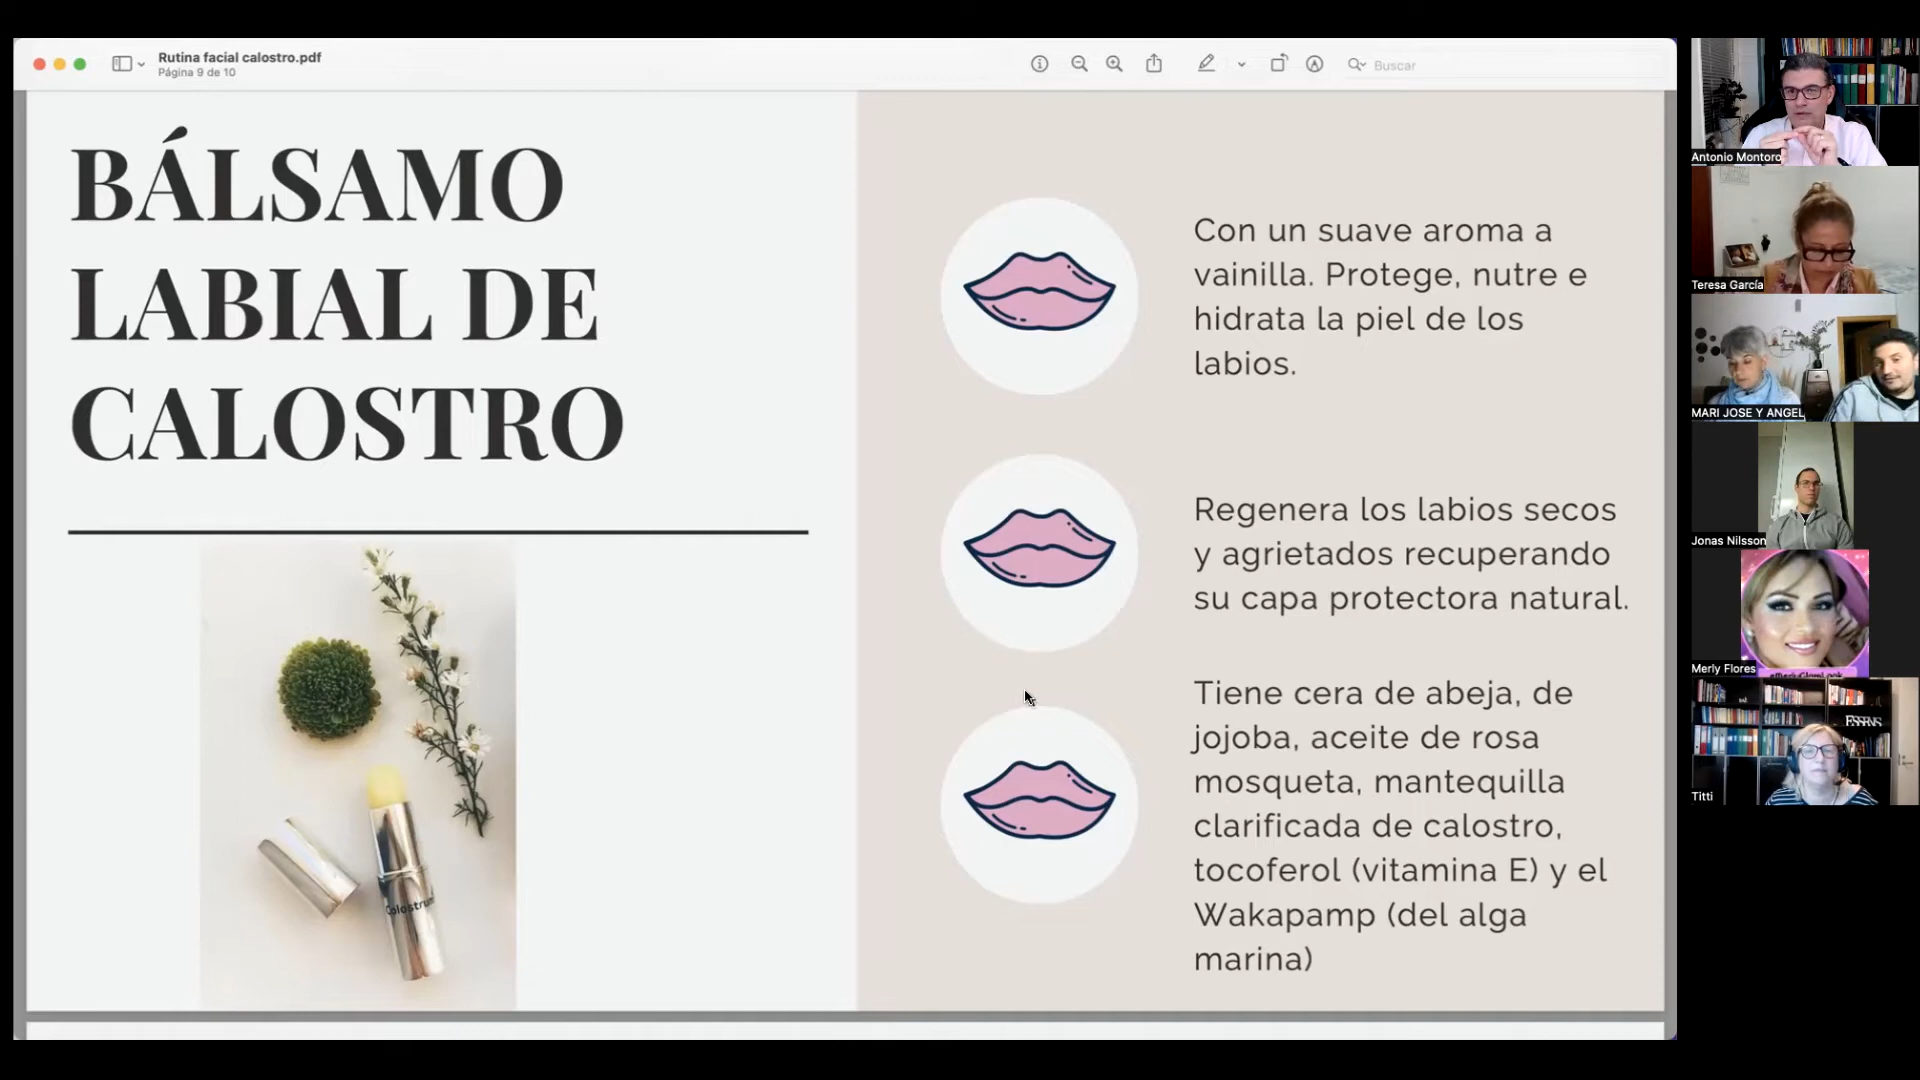 Rutina facial calostro.pdf
Página 9 de 10
Buscar
BÁLSAMO
LABIAL DE
CALOSTRO
Con un suave aroma a
vainilla. Protege, nutre e
hidrata la piel de los
labios.
Regenera los labios secos
y agrietados recuperando
su capa protectora natural.
Tiene cera de abeja, de
jojoba, aceite de rosa
mosqueta, mantequilla
clarificada de calostro,
tocoferol (vitamina E) y el
Wakapamp (del alga
marina)
Colostrum
Antonio Montoro
Teresa García
MARI JOSE Y ANGEL
Jonas Nilsson
Merly Flores
ESSENS
Titti